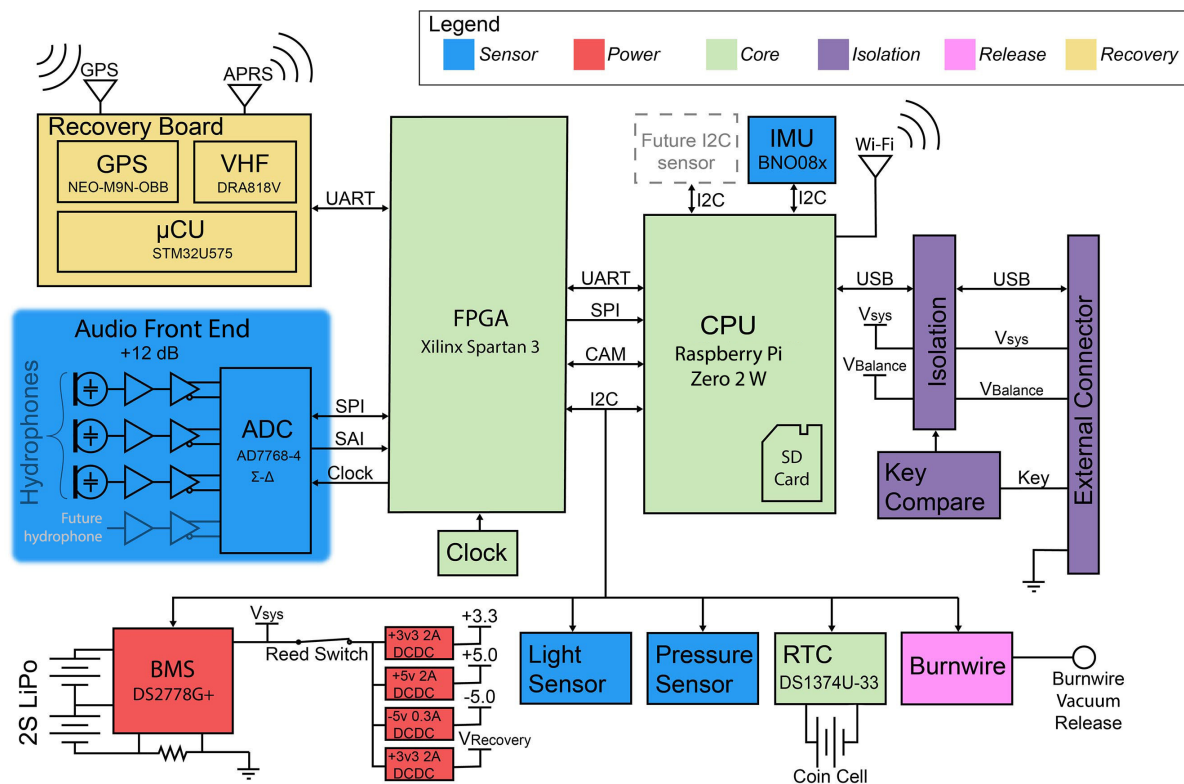 Legend
Sensor
Power
Core
Isolation
Release
Recovery
GPS
APRS
Recovery Board
GPS
NEO-M9N-OBB
VHF
DRA818V
µCU
STM32U575
UART
FPGA
Xilinx Spartan 3
Future I2C
sensor
IMU
BNO08x
Wi-Fi
I2C
I2C
UART
SPI
CAM
I2C
CPU
Raspberry Pi
Zero 2 W
SD
Card
USB
Vsys
VBalance
Isolation
USB
Vsys
VBalance
Key
Key
Compare
External Connector
Audio Front End
+12 dB
Hydrophones
Future
hydrophone
ADC
AD7768-4
Σ-Δ
SPI
SAI
Clock
Clock
2S LiPo
BMS
DS2778G+
Vsys
Reed Switch
+3v3 2A
DCDC
+3.3
+5v 2A
DCDC
+5.0
-5v 0.3A
DCDC
-5.0
+3v3 2A
DCDC
VRecovery
Light
Sensor
Pressure
Sensor
RTC
DS1374U-33
Coin Cell
Burnwire
Burnwire
Vacuum
Release